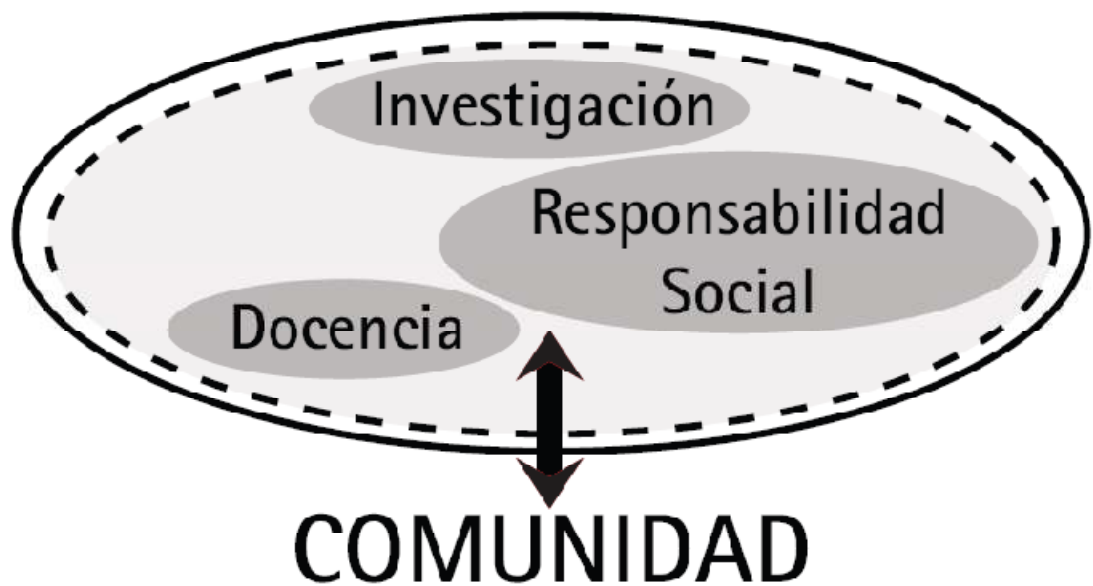 Investigación
Responsabilidad
Social
Docencia
COMUNIDAD